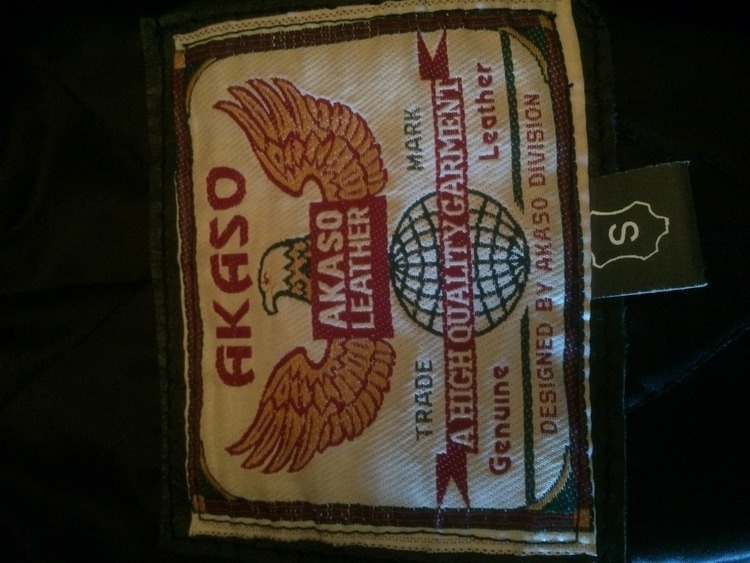 AKASO
AKASO
LEATHER
TRADE MARK
A HIGH QUALITY GARMENT
Genuine Leather
DESIGNED BY AKASO DIVISION
S